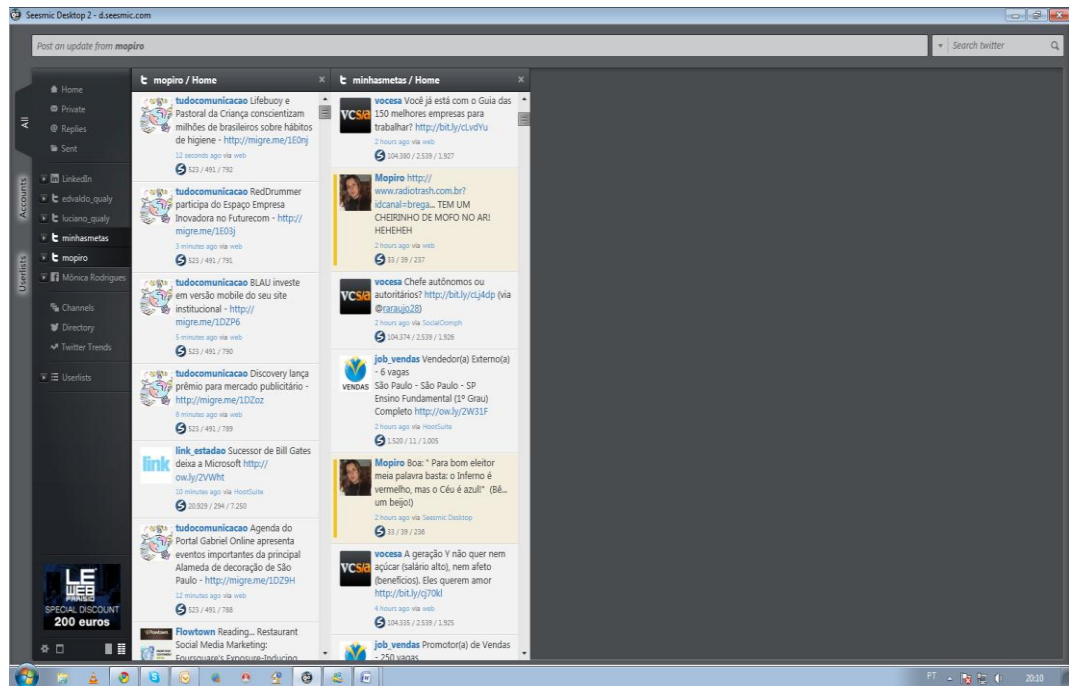 Seesmic Desktop 2 - d.seesmic.com
Post an update from mopiro
Search twitter
All
Accounts
Userlists
Home
Private
Replies
Sent
LinkedIn
edvaldo_qualy
luciano_qualy
minhasmetas
mopiro
Mônica Rodrigues
Channels
Directory
Twitter Trends
Userlists
LE
WEB
PARIS'10
SPECIAL DISCOUNT
200 euros
mopiro / Home
tudocomunicacao Lifebuoy e
Pastoral da Criança conscientizam
milhões de brasileiros sobre hábitos
de higiene - http://migre.me/1E0nj
12 seconds ago via web
523 / 491 / 792
tudocomunicacao RedDrummer
participa do Espaço Empresa
Inovadora no Futurecom - http://
migre.me/1E03j
3 minutes ago via web
523 / 491 / 791
tudocomunicacao BLAU investe
em versão mobile do seu site
institucional - http://
migre.me/1DZP6
5 minutes ago via web
523 / 491 / 790
tudocomunicacao Discovery lança
prêmio para mercado publicitário -
http://migre.me/1DZoz
8 minutes ago via web
523 / 491 / 789
link
link_estadao Sucessor de Bill Gates
deixa a Microsoft http://
ow.ly/2VWht
10 minutes ago via HootSuite
20.929 / 294 / 7.250
tudocomunicacao Agenda do
Portal Gabriel Online apresenta
eventos importantes da principal
Alameda de decoração de São
Paulo - http://migre.me/1DZ9H
12 minutes ago via web
523 / 491 / 788
Flowtown
Flowtown Reading... Restaurant
Social Media Marketing:
Foursquare's Exposure-Inducing
minhasmetas / Home
VCS/A
vocesa Você já está com o Guia das
150 melhores empresas para
trabalhar? http://bit.ly/cLvdYu
2 hours ago via web
104.380 / 2.539 / 1.927
Mopiro http://
www.radiotrash.com.br?
idcanal=brega... TEM UM
CHEIRINHO DE MOFO NO AR!
HEHEHEH
2 hours ago via web
33 / 39 / 237
VCS/A
vocesa Chefe autônomos ou
autoritários? http://bit.ly/cLj4dp (via
@raraujo28)
2 hours ago via SocialOomph
104.374 / 2.539 / 1.926
VENDAS
job_vendas Vendedor(a) Externo(a)
- 6 vagas
São Paulo - São Paulo - SP
Ensino Fundamental (1º Grau)
Completo http://ow.ly/2W31F
2 hours ago via HootSuite
1.520 / 11 / 1.005
Mopiro Boa: " Para bom eleitor
meia palavra basta: o Inferno é
vermelho, mas o Céu é azul!" (Bê...
um beijo!)
2 hours ago via Seesmic Desktop
33 / 39 / 236
VCS/A
vocesa A geração Y não quer nem
açúcar (salário alto), nem afeto
(benefícios). Eles querem amor
http://bit.ly/cj70kl
4 hours ago via web
104.335 / 2.539 / 1.925
job_vendas Promotor(a) de Vendas
- 250 vagas
PT
20:10